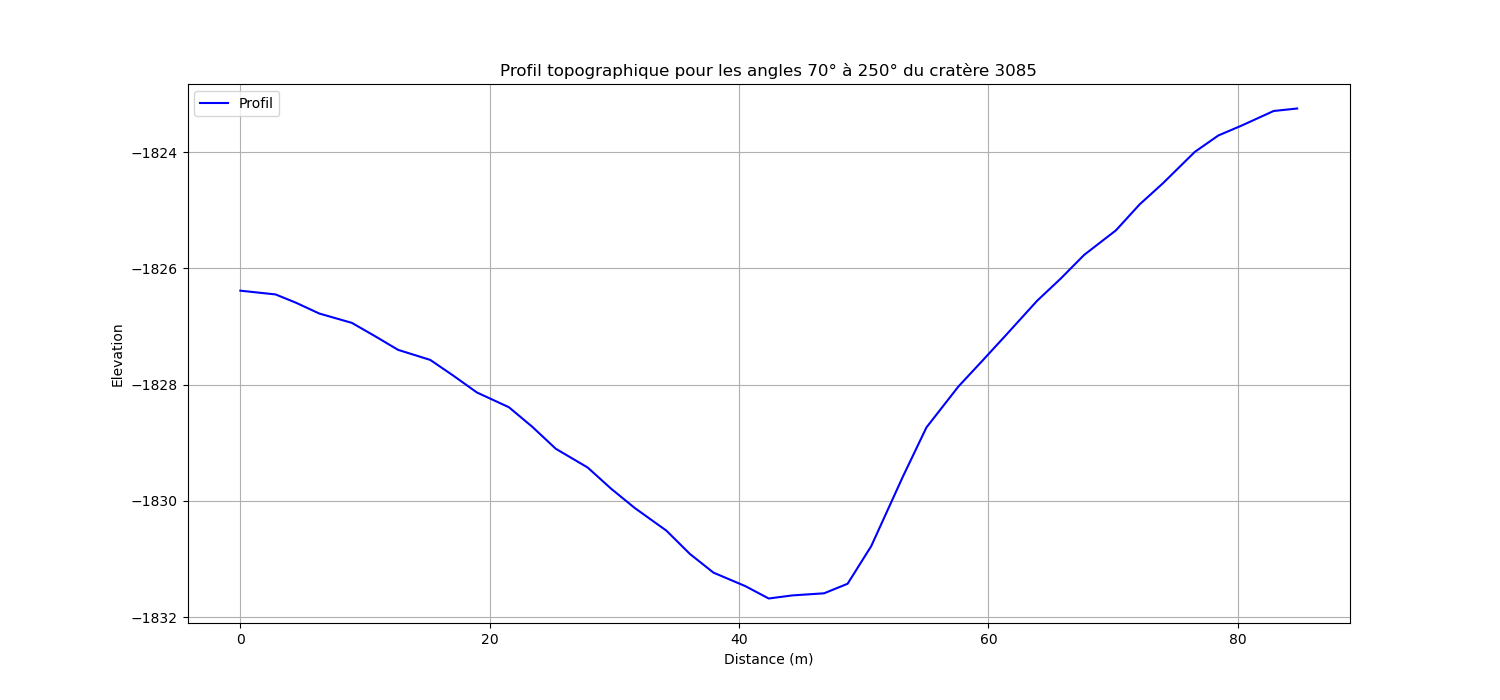 Profil topographique pour les angles 70° à 250° du cratère 3085
Profil
−1824
−1826
−1828
−1830
−1832
Elevation
0 20 40 60 80
Distance (m)